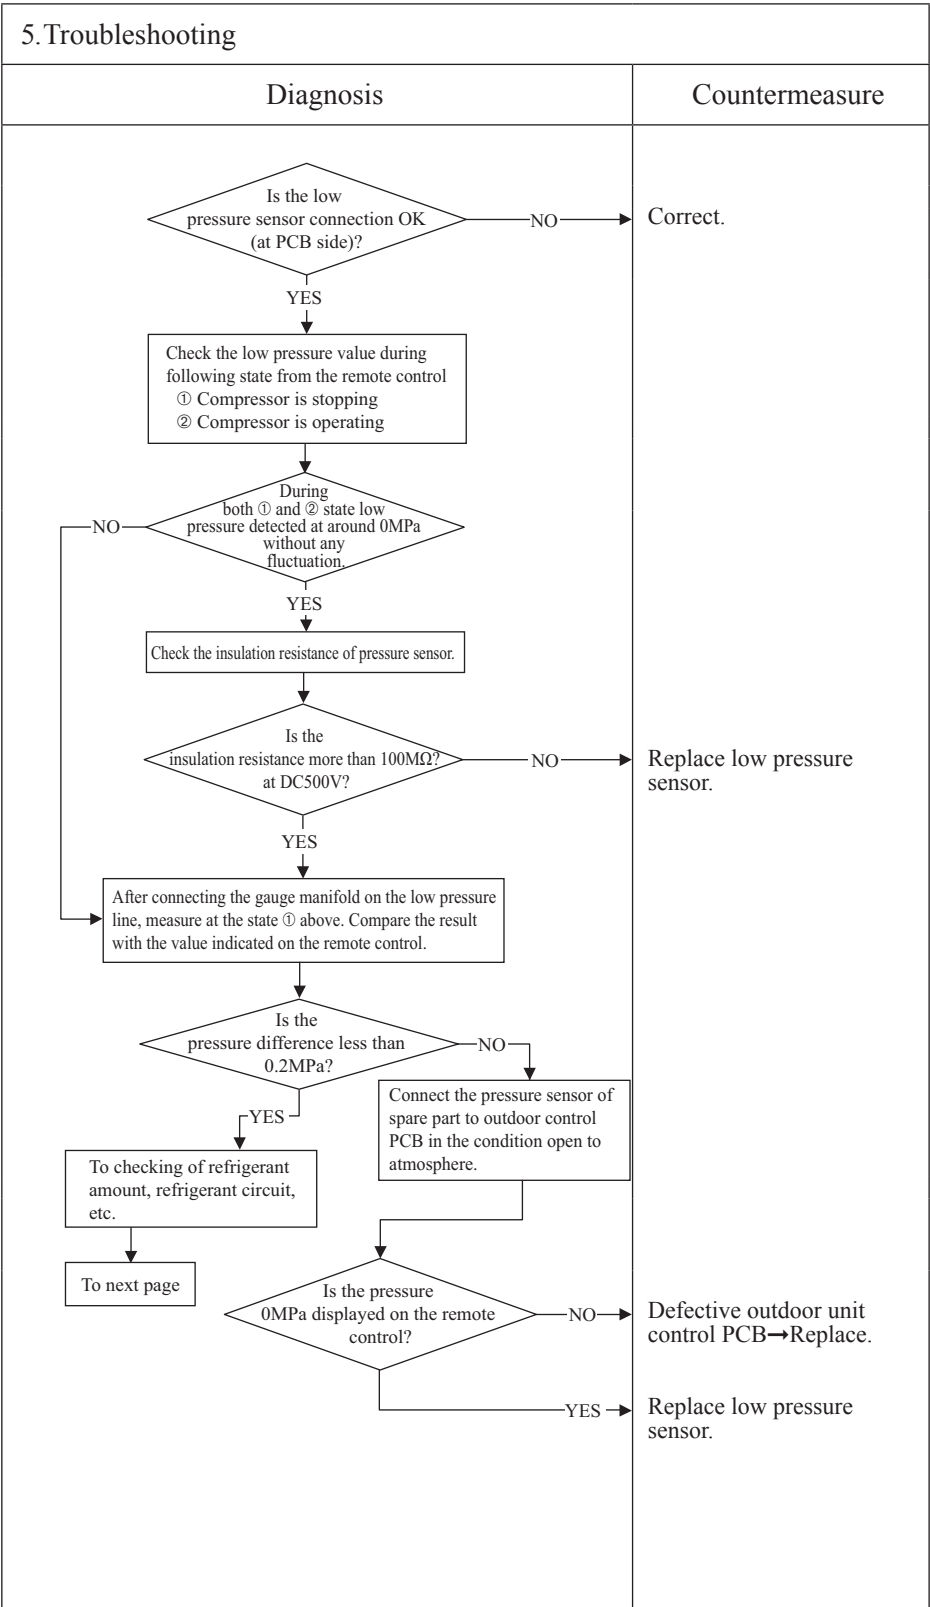 5.Troubleshooting
Diagnosis
Countermeasure
Is the low
pressure sensor connection OK
(at PCB side)?
NO
Correct.
YES
Check the low pressure value during
following state from the remote control
① Compressor is stopping
② Compressor is operating
During
both ① and ② state low
pressure detected at around 0MPa
without any
fluctuation.
NO
YES
Check the insulation resistance of pressure sensor.
Is the
insulation resistance more than 100MΩ?
at DC500V?
NO
Replace low pressure
sensor.
YES
After connecting the gauge manifold on the low pressure
line, measure at the state ① above. Compare the result
with the value indicated on the remote control.
Is the
pressure difference less than
0.2MPa?
NO
YES
Connect the pressure sensor of
spare part to outdoor control
PCB in the condition open to
atmosphere.
To checking of refrigerant
amount, refrigerant circuit,
etc.
To next page
Is the pressure
0MPa displayed on the remote
control?
NO
Defective outdoor unit
control PCB→Replace.
YES
Replace low pressure
sensor.